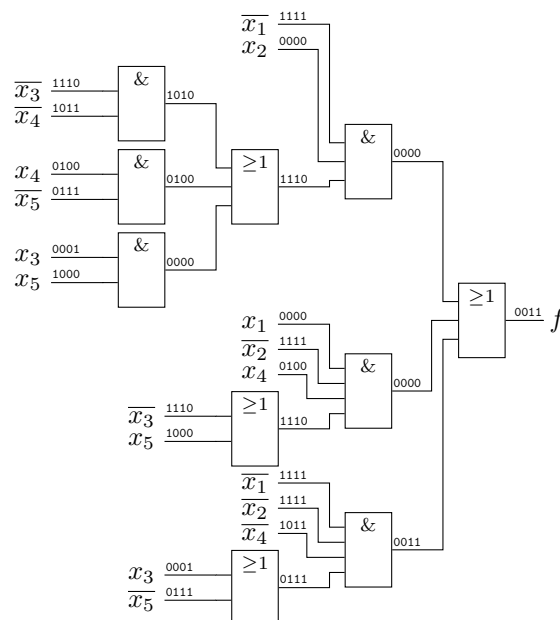 x̅₁ 1111
x₂ 0000
&
0000
x̅₃ 1110
x̅₄ 1011
&
1010
x₄ 0100
x̅₅ 0111
&
0100
≥1
1110
x₃ 0001
x₅ 1000
&
0000
≥1
0011 f
x₁ 0000
x̅₂ 1111
x₄ 0100
&
0000
x̅₃ 1110
x₅ 1000
≥1
1110
x̅₁ 1111
x̅₂ 1111
x̅₄ 1011
&
0011
x₃ 0001
x̅₅ 0111
≥1
0111